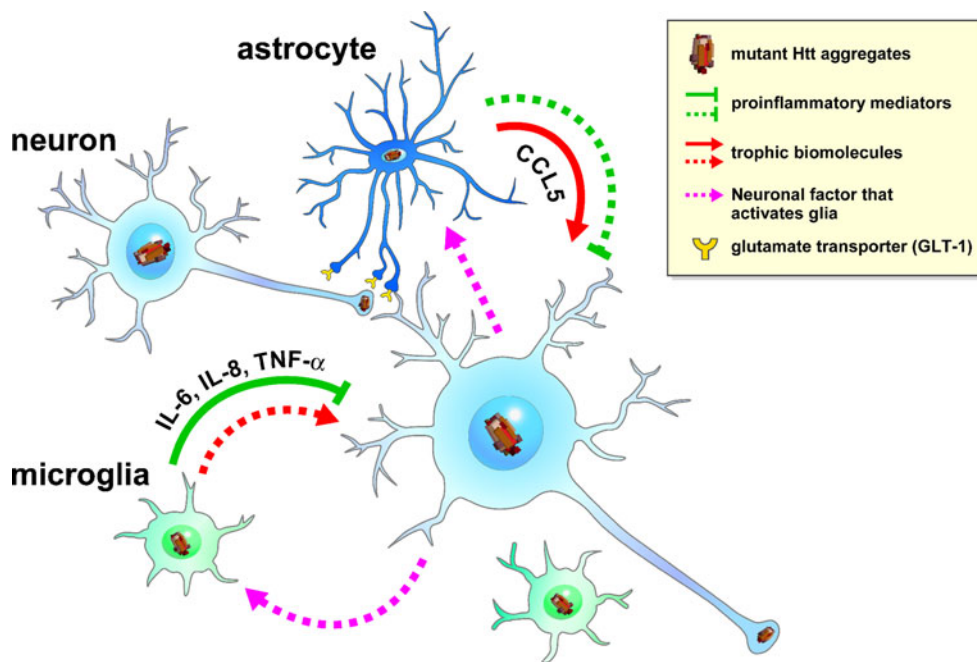 astrocyte
neuron
CCL5
IL-6, IL-8, TNF-α
microglia
mutant Htt aggregates
proinflammatory mediators
trophic biomolecules
Neuronal factor that
activates glia
glutamate transporter (GLT-1)